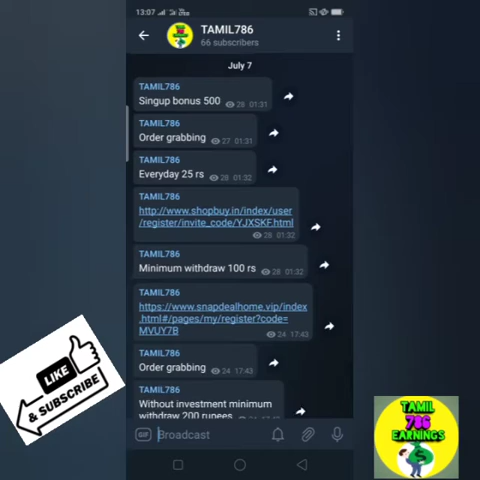 13:07
TAMIL786
66 subscribers
July 7
TAMIL786
Singup bonus 500 28 01:31
TAMIL786
Order grabbing 27 01:31
TAMIL786
Everyday 25 rs 28 01:32
TAMIL786
http://www.shopbuy.in/index/user
/register/invite_code/YJXSKF.html
28 01:32
TAMIL786
Minimum withdraw 100 rs 28 01:32
TAMIL786
https://www.snapdealhome.vip/index
.html#/pages/my/register?code=
MVUY7B 24 17:43
TAMIL786
Order grabbing 24 17:43
TAMIL786
Without investment minimum
withdraw 200 rupees
GIF Broadcast
LIKE
& SUBSCRIBE
TAMIL
786
EARNINGS